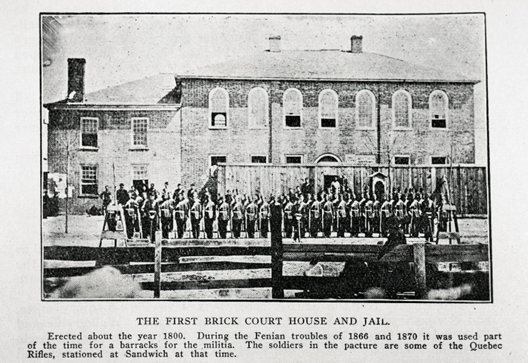 THE FIRST BRICK COURT HOUSE AND JAIL.
Erected about the year 1800. During the Fenian troubles of 1866 and 1870 it was used part
of the time for a barracks for the militia. The soldiers in the pacture are some of the Quebec
Rifles, stationed at Sandwich at that time.